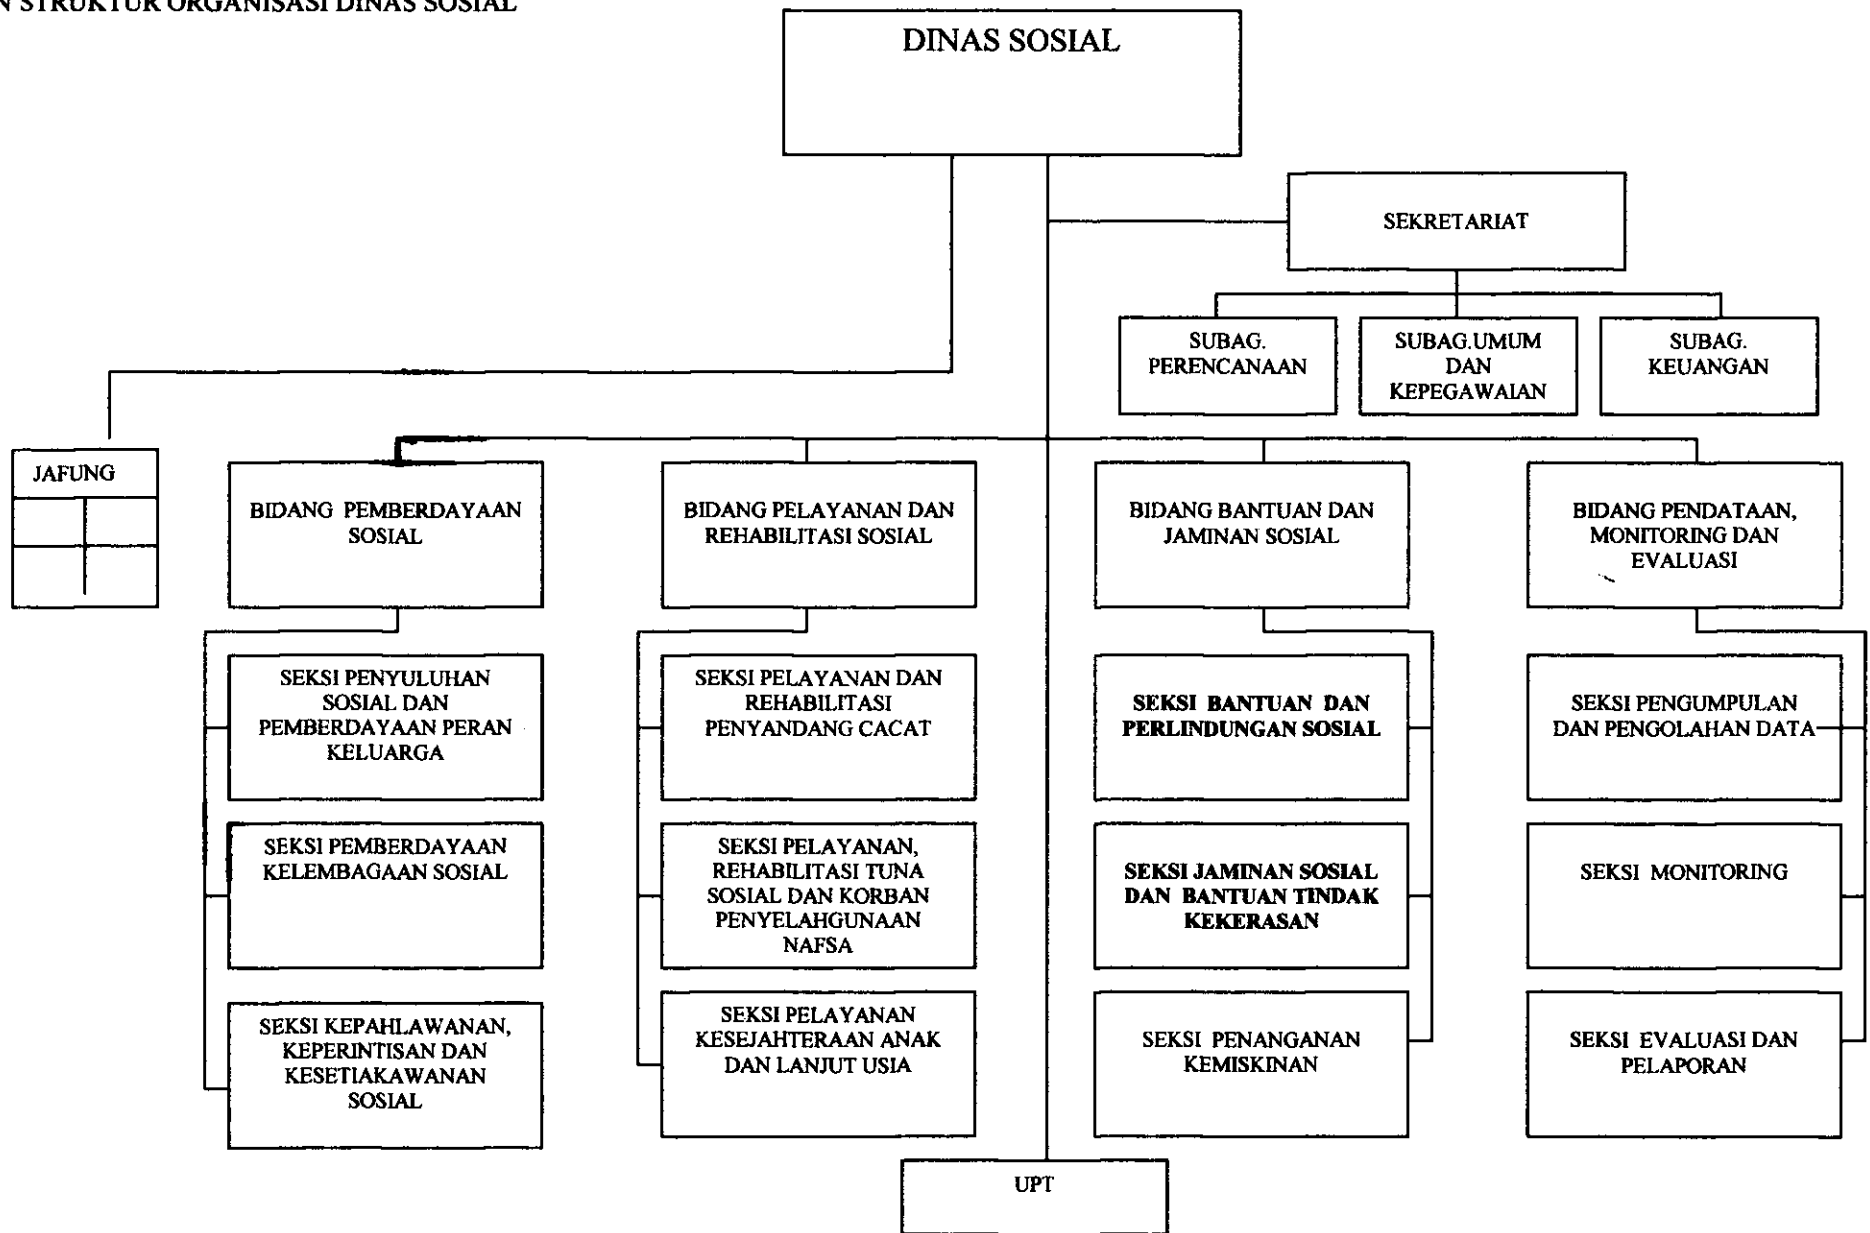 N STRUKTUR ORGANISASI DINAS SOSIAL
DINAS SOSIAL
SEKRETARIAT
SUBAG.
PERENCANAAN
SUBAG.UMUM
DAN
KEPEGAWAIAN
SUBAG.
KEUANGAN
JAFUNG
BIDANG PEMBERDAYAAN
SOSIAL
BIDANG PELAYANAN DAN
REHABILITASI SOSIAL
BIDANG BANTUAN DAN
JAMINAN SOSIAL
BIDANG PENDATAAN,
MONITORING DAN
EVALUASI
SEKSI PENYULUHAN
SOSIAL DAN
PEMBERDAYAAN PERAN
KELUARGA
SEKSI PELAYANAN DAN
REHABILITASI
PENYANDANG CACAT
SEKSI BANTUAN DAN
PERLINDUNGAN SOSIAL
SEKSI PENGUMPULAN
DAN PENGOLAHAN DATA
SEKSI PEMBERDAYAAN
KELEMBAGAAN SOSIAL
SEKSI PELAYANAN,
REHABILITASI TUNA
SOSIAL DAN KORBAN
PENYELAHGUNAAN
NAFSA
SEKSI JAMINAN SOSIAL
DAN BANTUAN TINDAK
KEKERASAN
SEKSI MONITORING
SEKSI KEPAHLAWANAN,
KEPERINTISAN DAN
KESETIAKAWANAN
SOSIAL
SEKSI PELAYANAN
KESEJAHTERAAN ANAK
DAN LANJUT USIA
SEKSI PENANGANAN
KEMISKINAN
SEKSI EVALUASI DAN
PELAPORAN
UPT